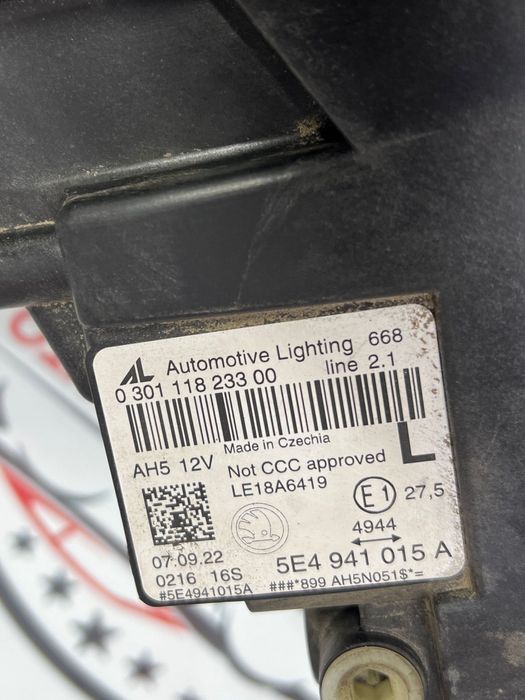 AL Automotive Lighting 668
0 301 118 233 00 line 2.1
Made in Czechia
AH5 12V Not CCC approved L
LE18A6419
E1 27,5
4944
07.09.22 5E4 941 015 A
0216 16S
#5E4941015A ###*899 AH5N051$*=